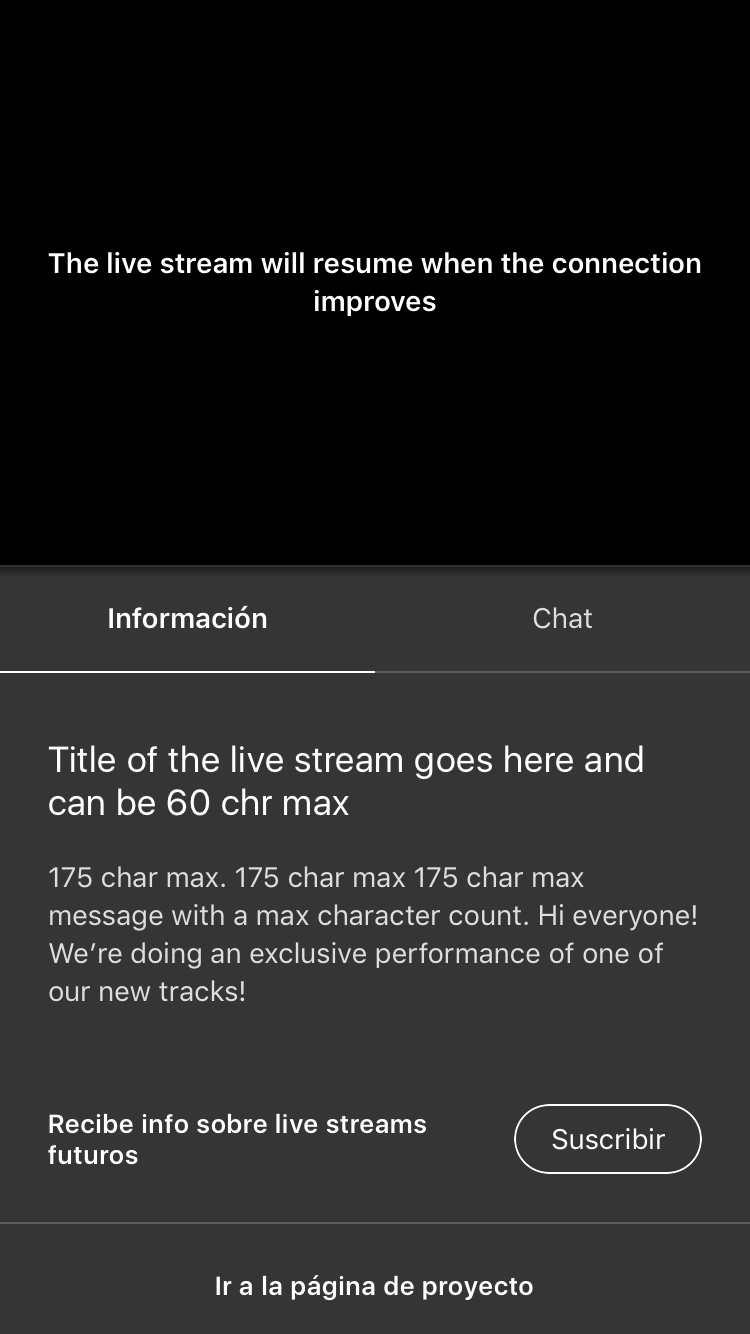 The live stream will resume when the connection
improves
Información
Chat
Title of the live stream goes here and
can be 60 chr max
175 char max. 175 char max 175 char max
message with a max character count. Hi everyone!
We’re doing an exclusive performance of one of
our new tracks!
Recibe info sobre live streams
futuros
Suscribir
Ir a la página de proyecto